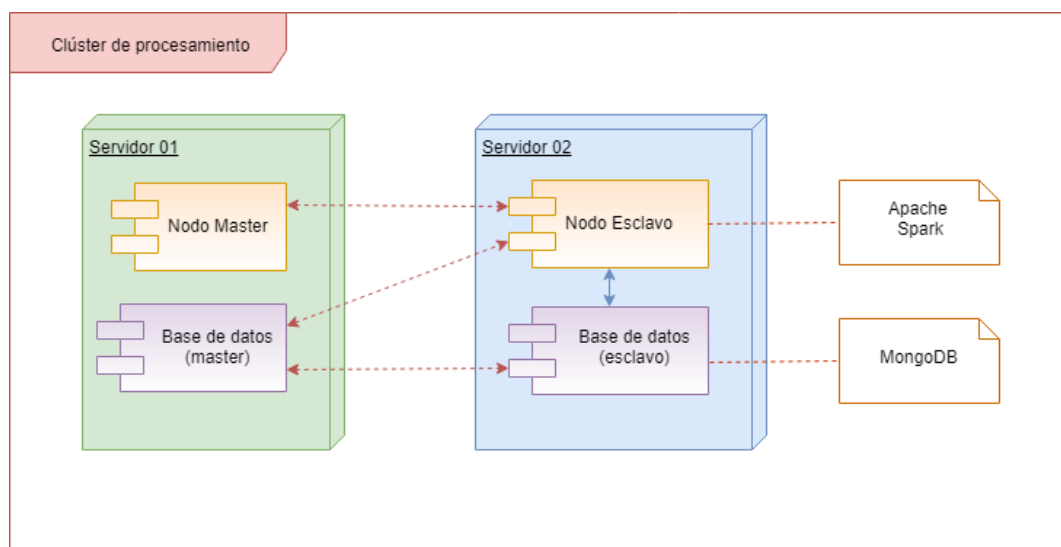 Clúster de procesamiento
Servidor 01
Nodo Master
Base de datos
(master)
Servidor 02
Nodo Esclavo
Base de datos
(esclavo)
Apache
Spark
MongoDB